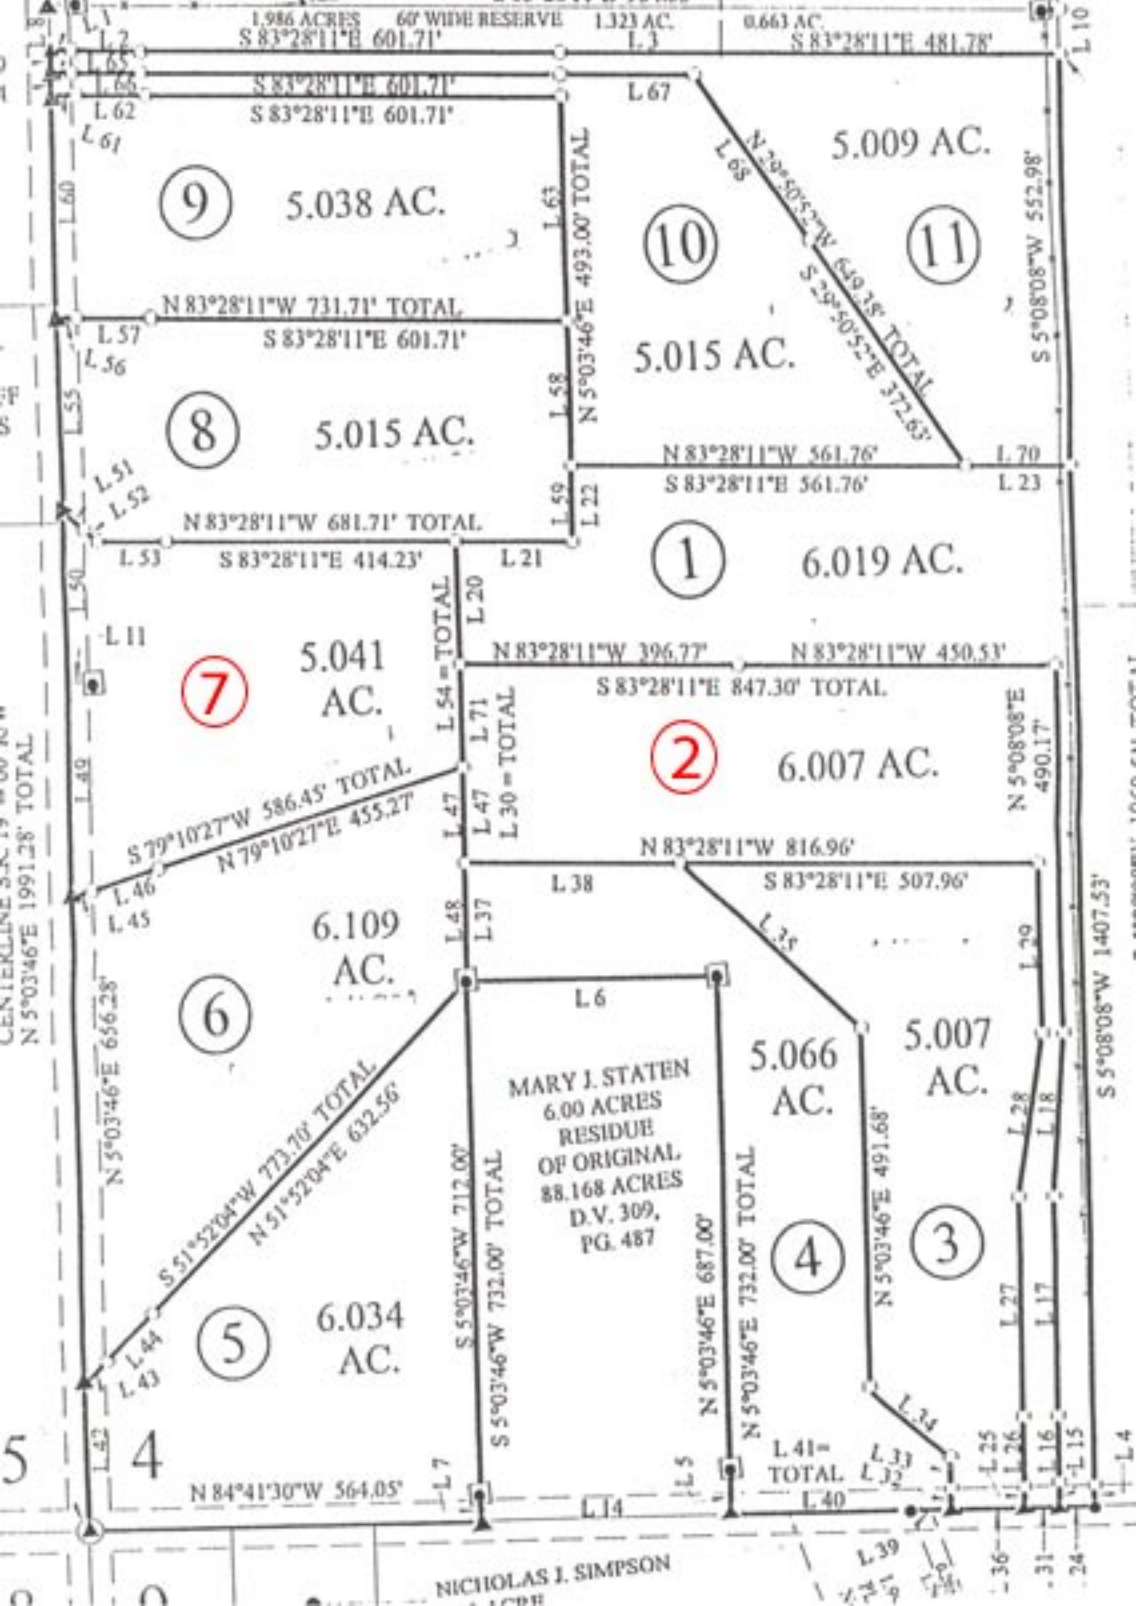 1.986 ACRES 60' WIDE RESERVE 1.323 AC. 0.663 AC.
L 10
L 2 S 83°28'11"E 601.71' L 3 S 83°28'11"E 481.78'
L 65
L 66 S 83°28'11"E 601.71' L 67
L 62 S 83°28'11"E 601.71'
L 61
L 60
9 5.038 AC.
L 63
N 5°03'46"E 493.00' TOTAL
L 68
N 29°50'52"W 649.38' TOTAL
S 29°50'52"E 372.63'
5.009 AC.
10
11
S 5°08'08"W 552.98'
5.015 AC.
N 83°28'11"W 731.71' TOTAL
L 57 S 83°28'11"E 601.71'
L 56
L 55
8 5.015 AC.
L 58
L 51
L 52
L 59
L 22
N 83°28'11"W 561.76' L 70
S 83°28'11"E 561.76' L 23
N 83°28'11"W 681.71' TOTAL
L 53 S 83°28'11"E 414.23' L 21
1 6.019 AC.
L 50
L 11
L 54 = TOTAL
L 20
7
5.041
AC.
N 83°28'11"W 396.77' N 83°28'11"W 450.53'
S 83°28'11"E 847.30' TOTAL
L 71
L 30 = TOTAL
2 6.007 AC.
N 5°08'08"E
490.17'
L 49
N 5°03'46"E 1991.28' TOTAL
S 79°10'27"W 586.45' TOTAL
N 79°10'27"E 455.27'
L 47
L 47
L 46
L 45
N 83°28'11"W 816.96'
L 38 S 83°28'11"E 507.96'
L 48
L 37
L 35
L 29
S 5°08'08"W 1407.53'
6.109
AC.
6
N 5°03'46"E 656.28'
L 6
5.066
AC.
5.007
AC.
MARY J. STATEN
6.00 ACRES
RESIDUE
OF ORIGINAL
88.168 ACRES
D.V. 309,
PG. 487
S 51°52'04"W 773.70' TOTAL
N 51°52'04"E 632.56'
S 5°03'46"W 712.00'
S 5°03'46"W 732.00' TOTAL
N 5°03'46"E 687.00'
N 5°03'46"E 732.00' TOTAL
N 5°03'46"E 491.68'
L 28
L 18
4
3
L 27
L 17
5
6.034
AC.
L 44
L 43
L 42
L 34
L 33
L 32
L 41=
TOTAL
L 25
L 26
L 16
L 15
L 4
5 4
N 84°41'30"W 564.05'
L 7
L 14
L 5
L 40
L 39
36
31
24
NICHOLAS J. SIMPSON